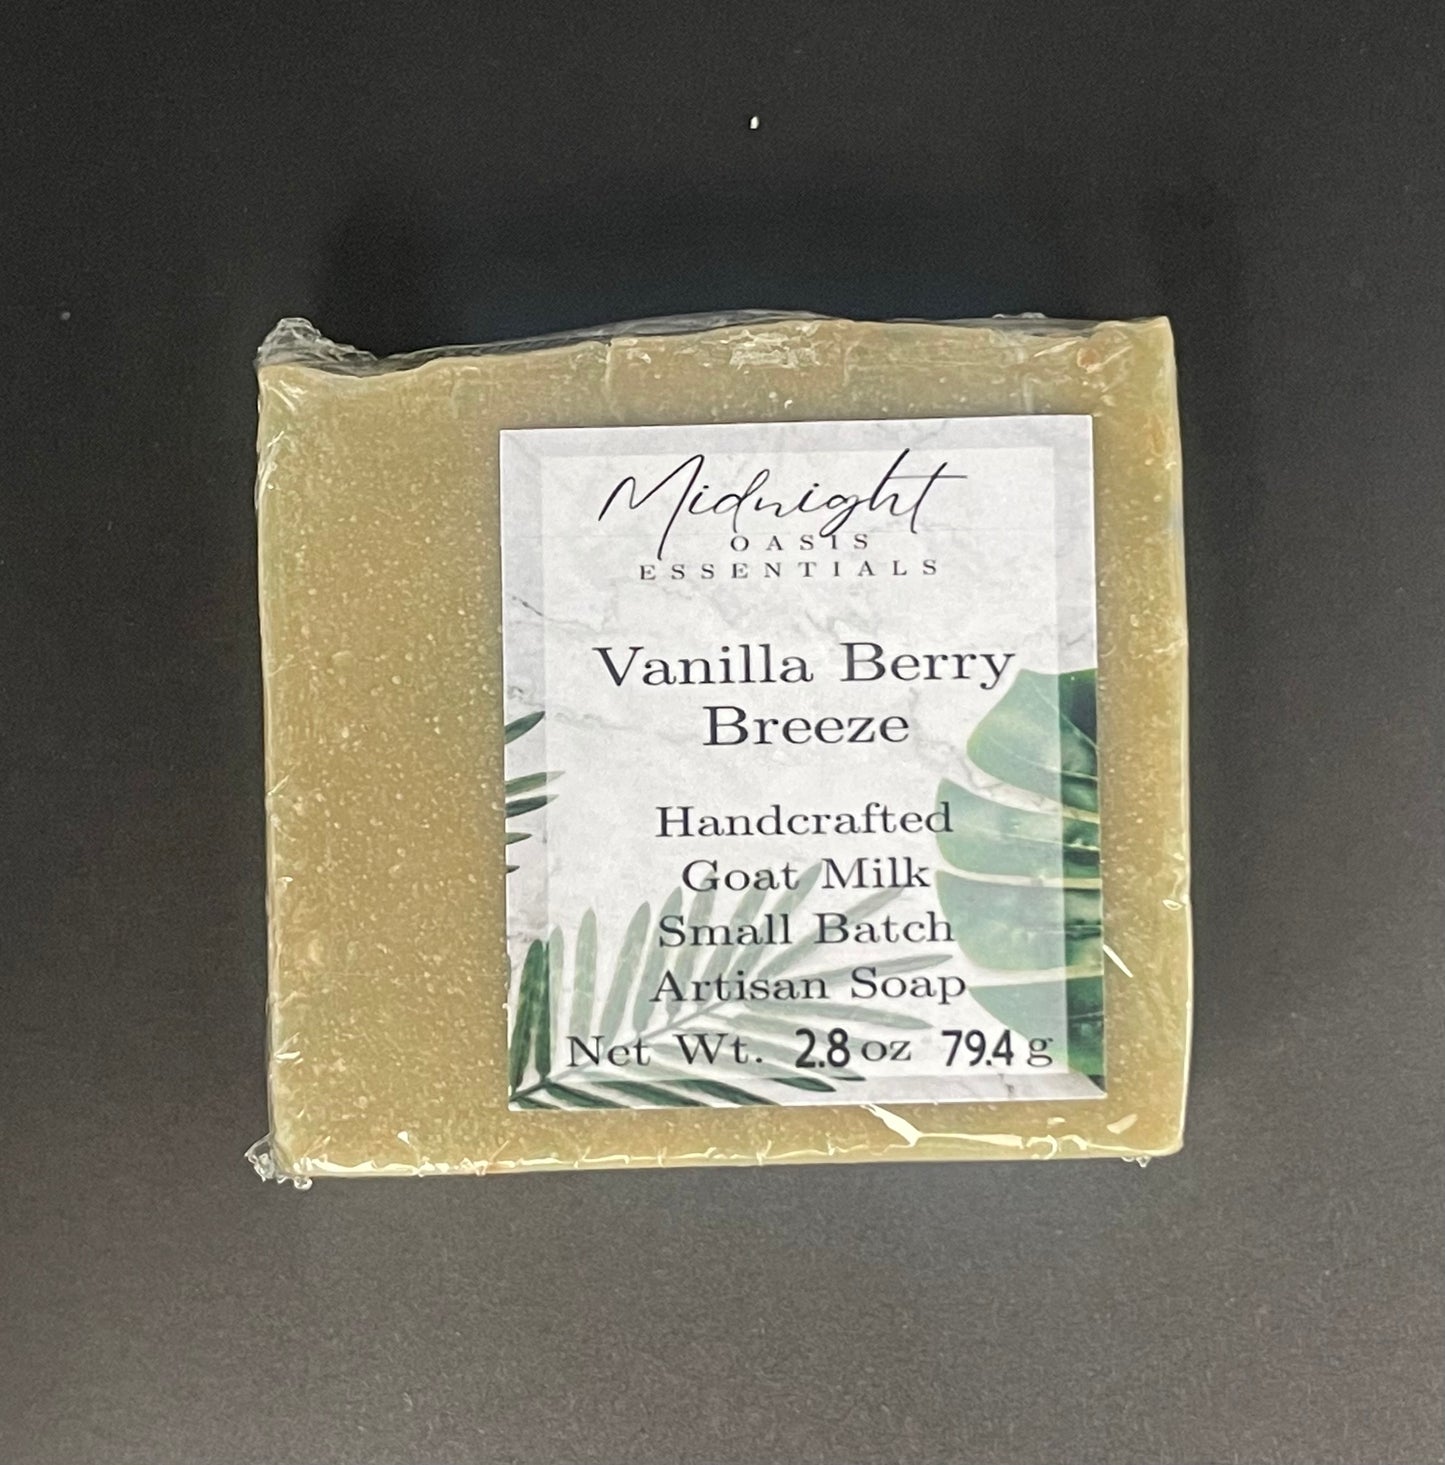 Midnight
OASIS
ESSENTIALS
Vanilla Berry
Breeze
Handcrafted
Goat Milk
Small Batch
Artisan Soap
Net Wt. 2.8 oz 79.4 g